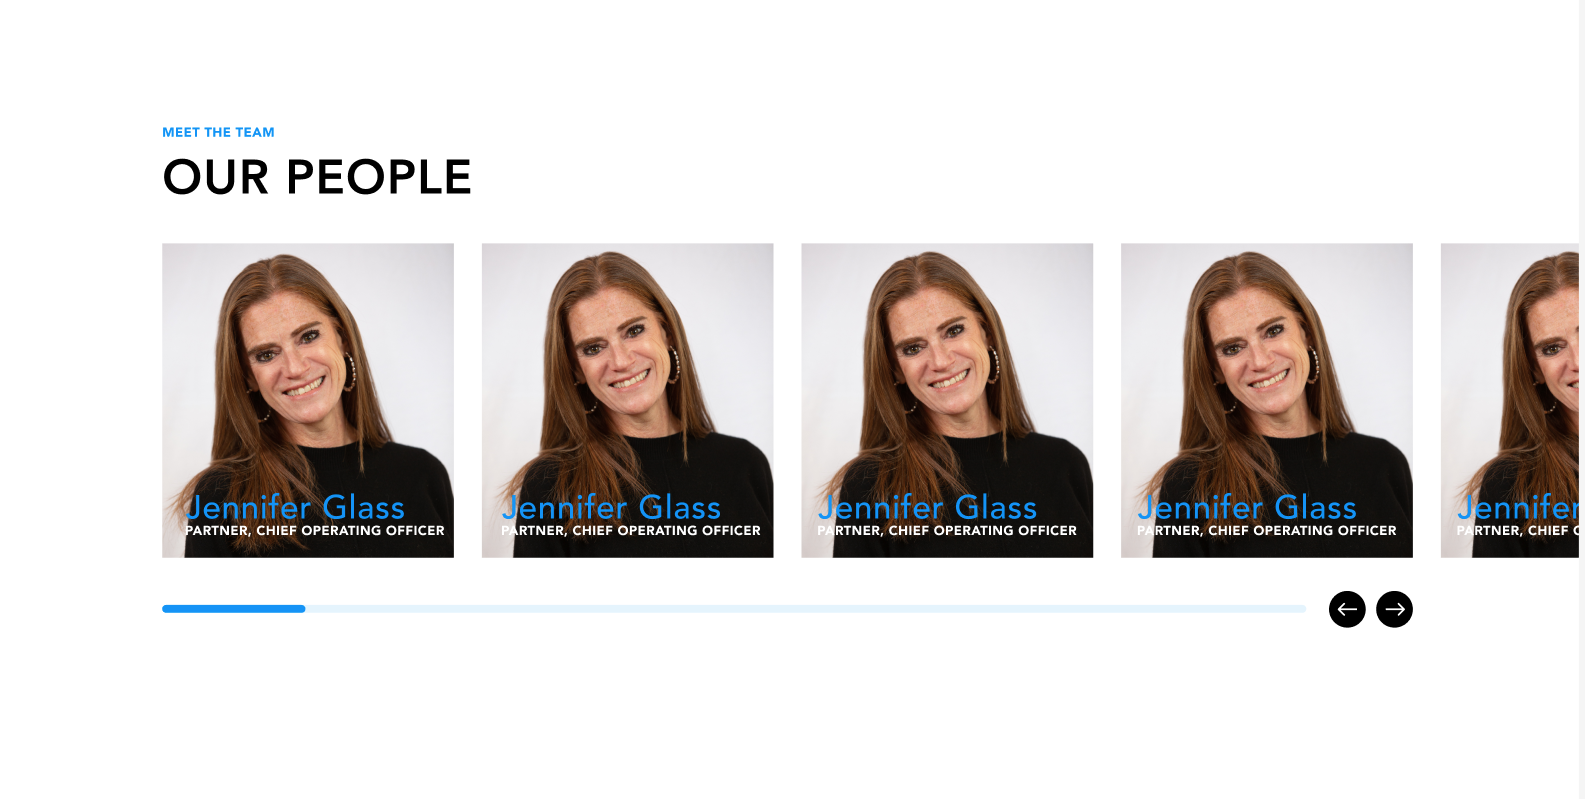 MEET THE TEAM
OUR PEOPLE
Jennifer Glass
PARTNER, CHIEF OPERATING OFFICER
Jennifer Glass
PARTNER, CHIEF OPERATING OFFICER
Jennifer Glass
PARTNER, CHIEF OPERATING OFFICER
Jennifer Glass
PARTNER, CHIEF OPERATING OFFICER
Jennifer
PARTNER, CHIEF